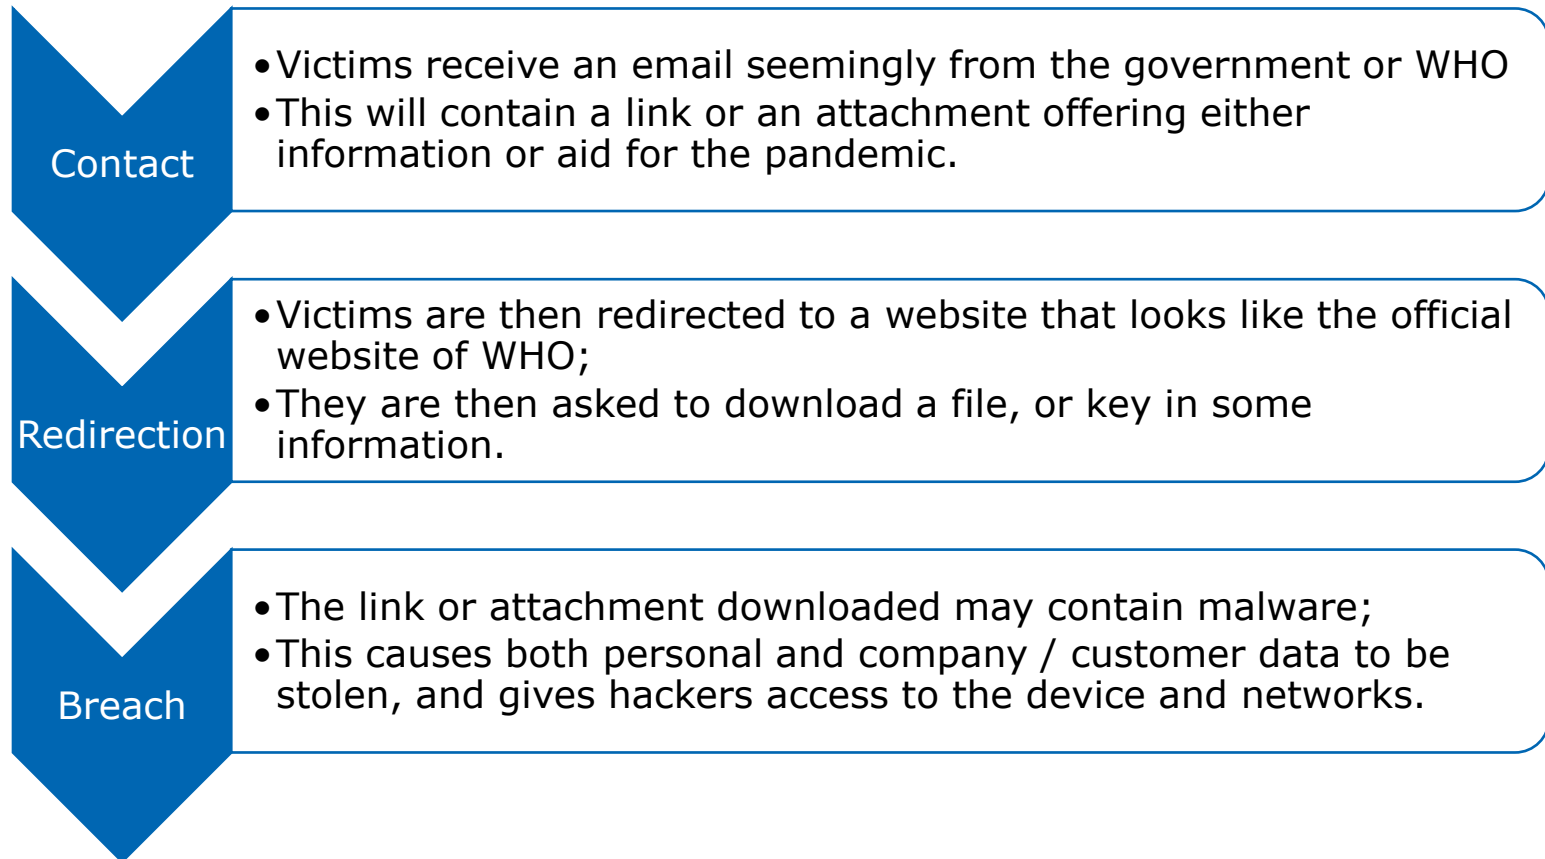 Contact
•Victims receive an email seemingly from the government or WHO
•This will contain a link or an attachment offering either
information or aid for the pandemic.
Redirection
•Victims are then redirected to a website that looks like the official
website of WHO;
•They are then asked to download a file, or key in some
information.
Breach
•The link or attachment downloaded may contain malware;
•This causes both personal and company / customer data to be
stolen, and gives hackers access to the device and networks.